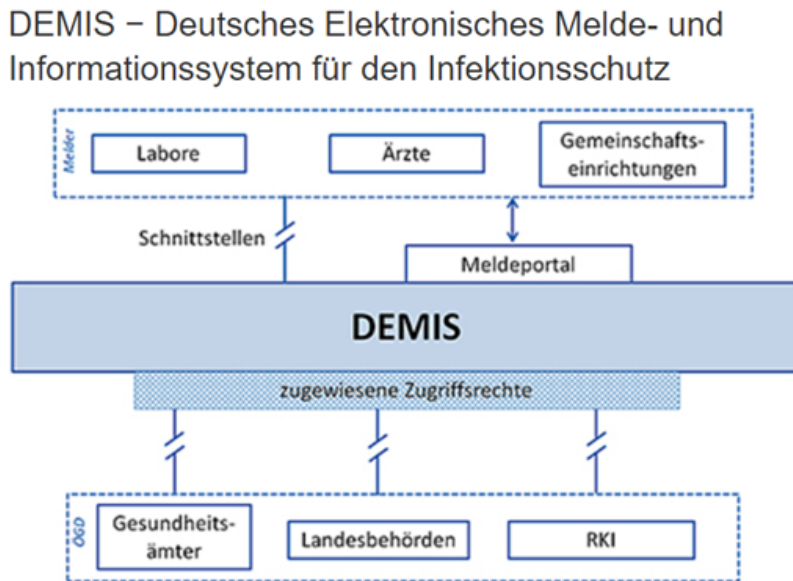 DEMIS – Deutsches Elektronisches Melde- und
Informationssystem für den Infektionsschutz
Melder
Labore
Ärzte
Gemeinschafts-
einrichtungen
Schnittstellen
Meldeportal
DEMIS
zugewiesene Zugriffsrechte
ÖGD
Gesundheits-
ämter
Landesbehörden
RKI